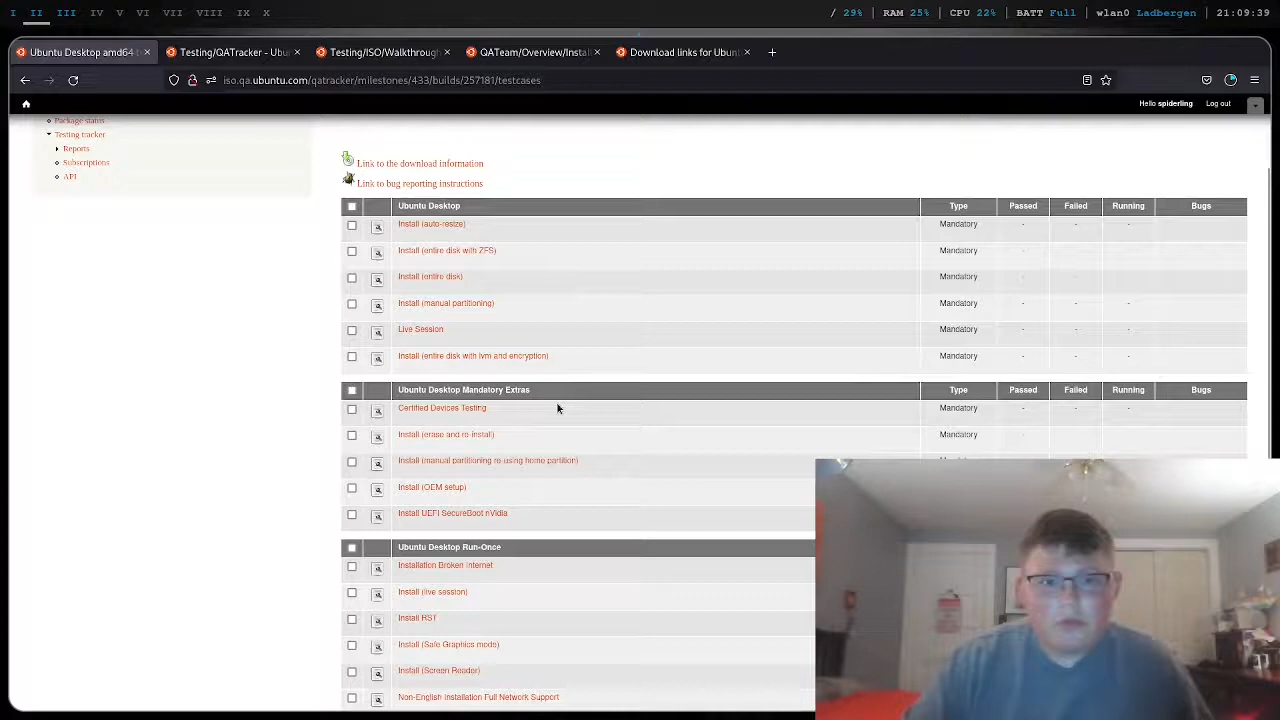 I II III IV V VI VII VIII IX X / 29% | RAM 25% | CPU 22% | BATT Full | wlan0 Ladbergen | 21:09:39
Ubuntu Desktop amd64 Testing/QATracker - Ubu Testing/ISO/Walkthrough QATeam/Overview/Install Download links for Ubuntu
iso.qa.ubuntu.com/qatracker/milestones/433/builds/257181/testcases
Hello spiderling Log out
Package status
Testing tracker
Reports
Subscriptions
API
Link to the download information
Link to bug reporting instructions
Ubuntu Desktop Type Passed Failed Running Bugs
Install (auto-resize) Mandatory - - -
Install (entire disk with ZFS) Mandatory - - -
Install (entire disk) Mandatory - - -
Install (manual partitioning) Mandatory - - -
Live Session Mandatory - - -
Install (entire disk with lvm and encryption) Mandatory - - -
Ubuntu Desktop Mandatory Extras Type Passed Failed Running Bugs
Certified Devices Testing Mandatory - - -
Install (erase and re-install) Mandatory -
Install (manual partitioning re-using home partition)
Install (OEM setup)
Install UEFI SecureBoot nVidia
Ubuntu Desktop Run-Once
Installation Broken Internet
Install (live session)
Install RST
Install (Safe Graphics mode)
Install (Screen Reader)
Non-English Installation Full Network Support